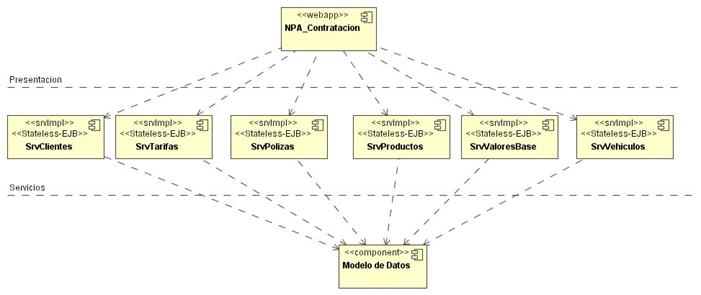 <<webapp>>
NPA_Contratacion
Presentacion
<<srvImpl>>
<<Stateless-EJB>>
SrvClientes
<<srvImpl>>
<<Stateless-EJB>>
SrvTarifas
<<srvImpl>>
<<Stateless-EJB>>
SrvPolizas
<<srvImpl>>
<<Stateless-EJB>>
SrvProductos
<<srvImpl>>
<<Stateless-EJB>>
SrvValoresBase
<<srvImpl>>
<<Stateless-EJB>>
SrvVehiculos
Servicios
<<component>>
Modelo de Datos